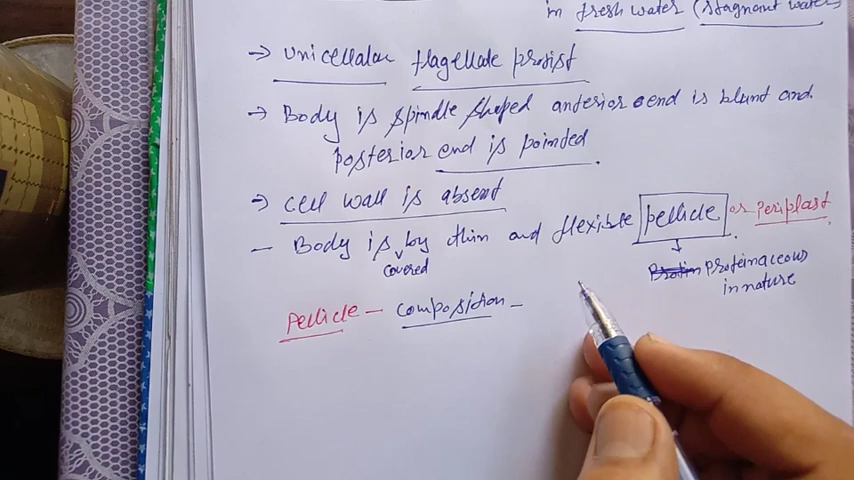 in fresh water (stagnant water)
→ Unicellular flagellate protist
→ Body is spindle shaped anterior end is blunt and
posterior end is pointed
→ cell wall is absent
- Body is by thin and flexible pellicle or periplast
covered
proteinaceous
in nature
Pellicle - composition -